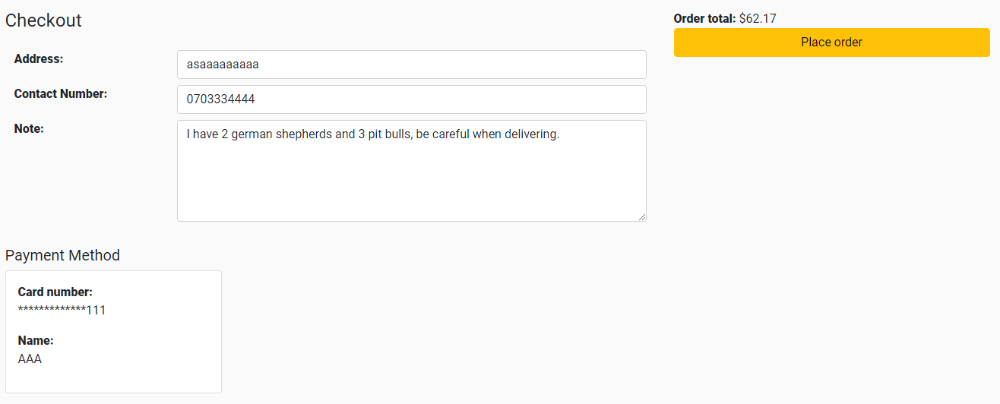 Checkout
Order total: $62.17
Place order
Address:
asaaaaaaaaa
Contact Number:
0703334444
Note:
I have 2 german shepherds and 3 pit bulls, be careful when delivering.
Payment Method
Card number:
*************111
Name:
AAA